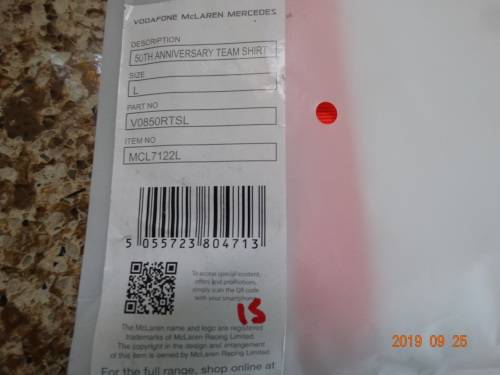 VODAFONE McLAREN MERCEDES
DESCRIPTION
50TH ANNIVERSARY TEAM SHIRT
SIZE
L
PART NO
V0850RTSL
ITEM NO
MCL7122L
5 055723 804713
To access special content,
offers and promotions,
simply scan the QR code
with your smartphone
15
The McLaren name and logo are registered
trademarks of McLaren Racing Limited.
The copyright in the design and arrangement
of this item is owned by McLaren Racing Limited.
For the full range, shop online at
2019 09 25